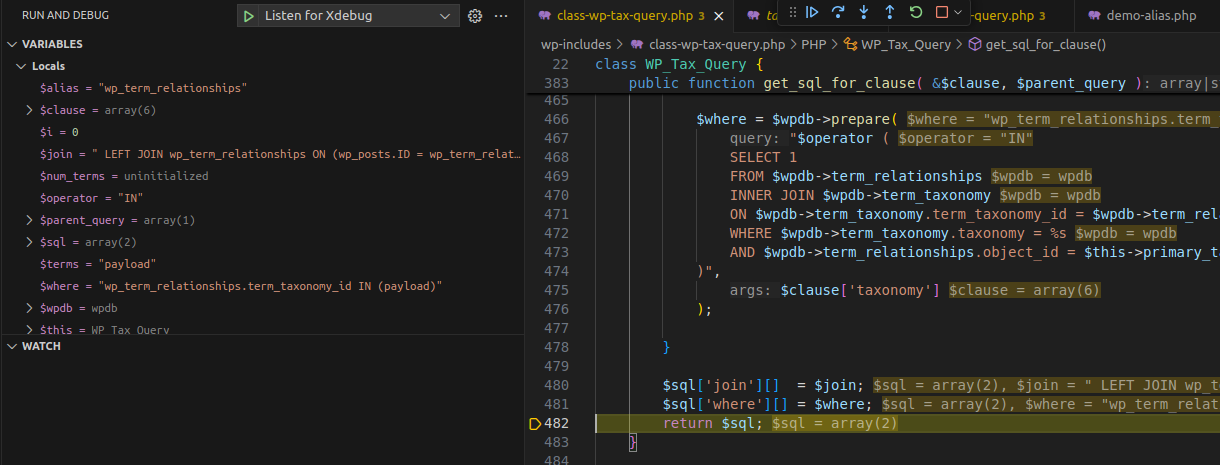 RUN AND DEBUG
Listen for Xdebug
VARIABLES
Locals
$alias = "wp_term_relationships"
$clause = array(6)
$i = 0
$join = " LEFT JOIN wp_term_relationships ON (wp_posts.ID = wp_term_relat…
$num_terms = uninitialized
$operator = "IN"
$parent_query = array(1)
$sql = array(2)
$terms = "payload"
$where = "wp_term_relationships.term_taxonomy_id IN (payload)"
$wpdb = wpdb
$this = WP_Tax_Query
WATCH
class-wp-tax-query.php 3
query.php 3
demo-alias.php
wp-includes > class-wp-tax-query.php > PHP > WP_Tax_Query > get_sql_for_clause()
22 class WP_Tax_Query {
383 public function get_sql_for_clause( &$clause, $parent_query ): array|s
465
466 $where = $wpdb->prepare( $where = "wp_term_relationships.term_
467 query: "$operator ( $operator = "IN"
468 SELECT 1
469 FROM $wpdb->term_relationships $wpdb = wpdb
470 INNER JOIN $wpdb->term_taxonomy $wpdb = wpdb
471 ON $wpdb->term_taxonomy.term_taxonomy_id = $wpdb->term_rela
472 WHERE $wpdb->term_taxonomy.taxonomy = %s $wpdb = wpdb
473 AND $wpdb->term_relationships.object_id = $this->primary_ta
474 )",
475 args: $clause['taxonomy'] $clause = array(6)
476 );
477
478 }
479
480 $sql['join'][] = $join; $sql = array(2), $join = " LEFT JOIN wp_te
481 $sql['where'][] = $where; $sql = array(2), $where = "wp_term_relat
482 return $sql; $sql = array(2)
483 }
484